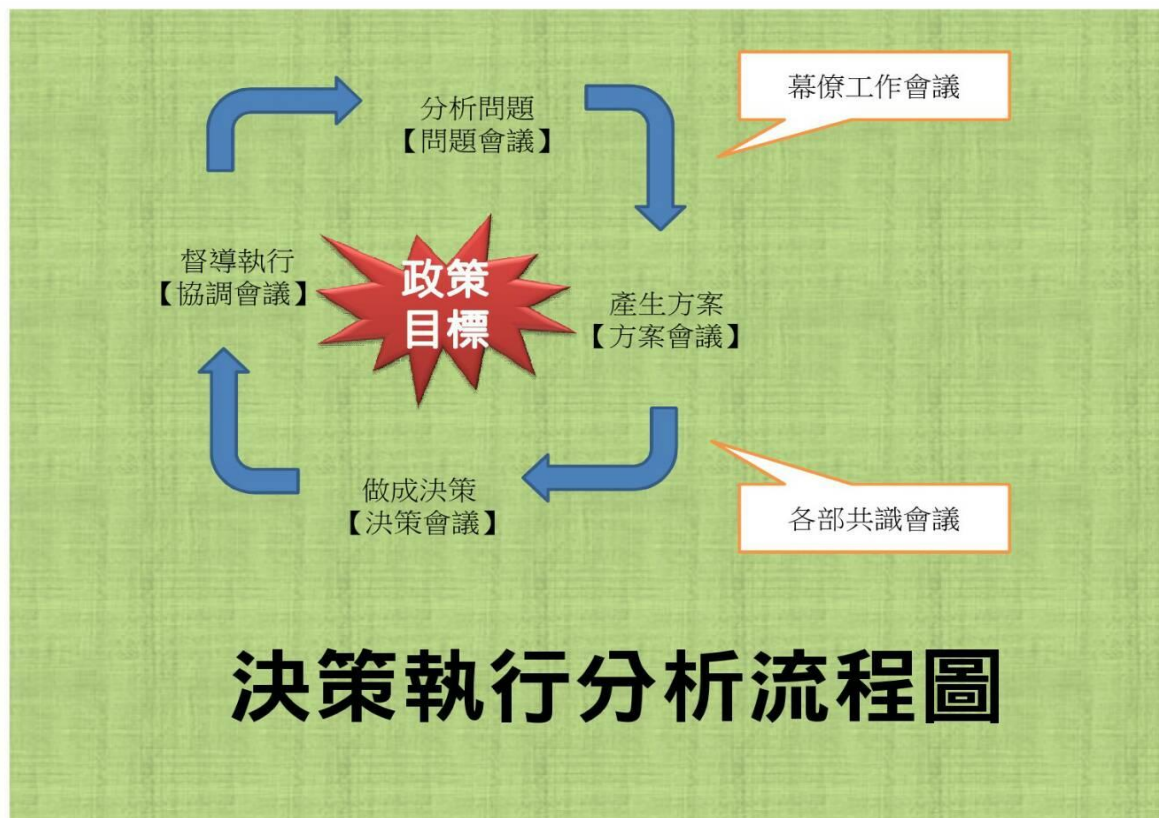 分析問題
【問題會議】
幕僚工作會議
督導執行
【協調會議】
政策
目標
產生方案
【方案會議】
做成決策
【決策會議】
各部共識會議
決策執行分析流程圖